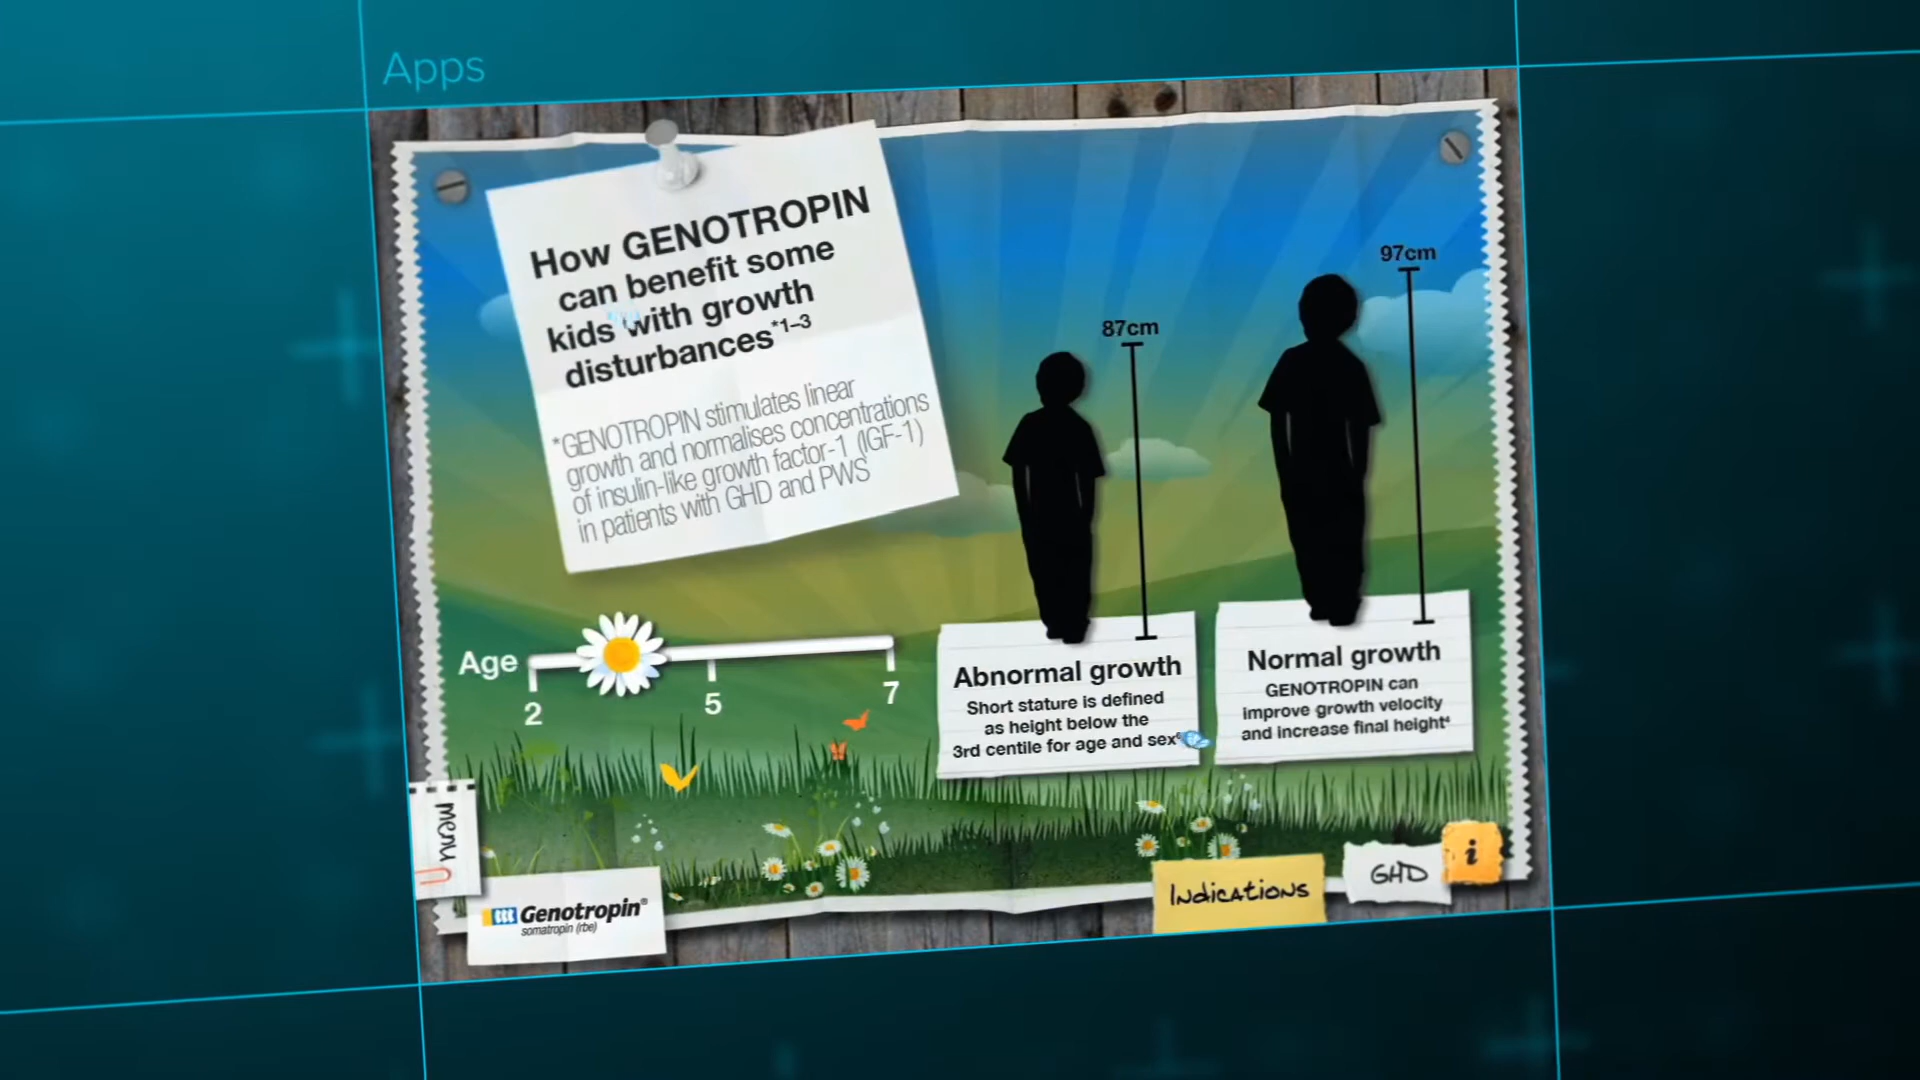 Apps
How GENOTROPIN
can benefit some
kids with growth
disturbances*1–3
*GENOTROPIN stimulates linear
growth and normalises concentrations
of insulin-like growth factor-1 (IGF-1)
in patients with GHD and PWS
87cm
97cm
Age
2
5
7
Abnormal growth
Short stature is defined
as height below the
3rd centile for age and sex
Normal growth
GENOTROPIN can
improve growth velocity
and increase final height⁴
menu
Genotropin®
somatropin (rbe)
Indications
GHD
i